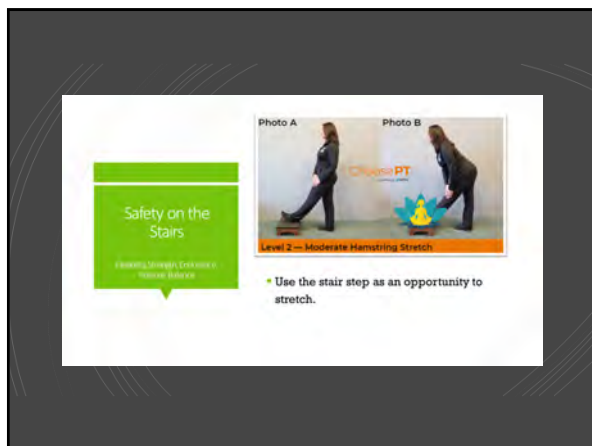 Photo A
Photo B
ChoosePT
Level 2 — Moderate Hamstring Stretch
Safety on the
Stairs
Use the stair step as an opportunity to
stretch.